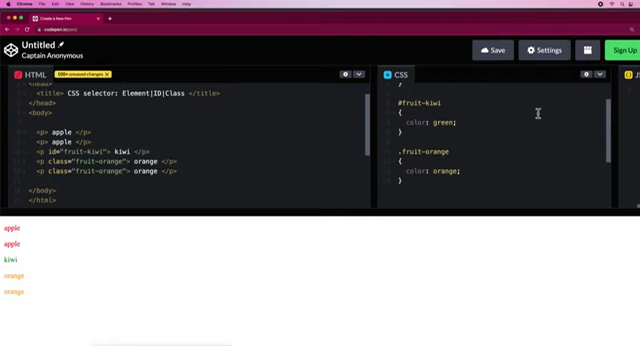 Chrome File Edit View History Bookmarks Profiles Tab Window Help
Create a New Pen
codepen.io/pen/
Untitled
Captain Anonymous
Save
Settings
Sign Up
HTML
100+ unsaved changes X
CSS
JS
<head>
<title> CSS selector: Element|ID|Class </title>
</head>
<body>
<p> apple </p>
<p> apple </p>
<p id="fruit-kiwi"> kiwi </p>
<p class="fruit-orange"> orange </p>
<p class="fruit-orange"> orange </p>
</body>
</html>
}
#fruit-kiwi
{
color: green;
}
.fruit-orange
{
color: orange;
}
apple
apple
kiwi
orange
orange